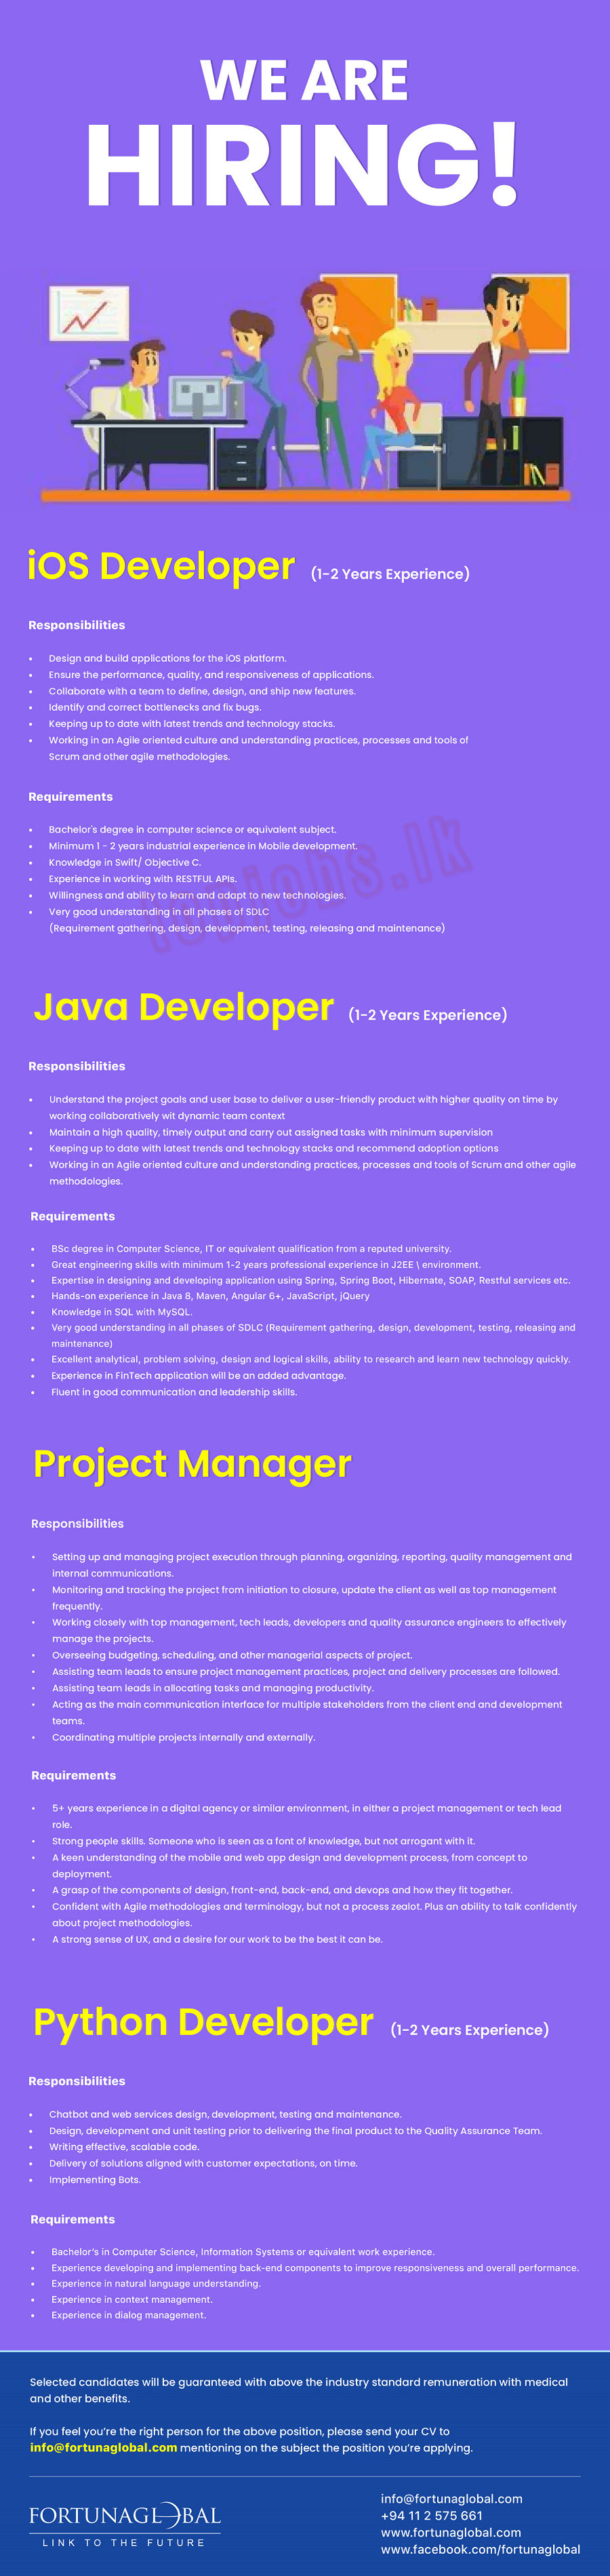 WE ARE
HIRING!
iOS Developer (1-2 Years Experience)
Responsibilities
• Design and build applications for the iOS platform.
• Ensure the performance, quality, and responsiveness of applications.
• Collaborate with a team to define, design, and ship new features.
• Identify and correct bottlenecks and fix bugs.
• Keeping up to date with latest trends and technology stacks.
• Working in an Agile oriented culture and understanding practices, processes and tools of
Scrum and other agile methodologies.
Requirements
• Bachelor's degree in computer science or equivalent subject.
• Minimum 1 - 2 years industrial experience in Mobile development.
• Knowledge in Swift/ Objective C.
• Experience in working with RESTFUL APIs.
• Willingness and ability to learn and adapt to new technologies.
• Very good understanding in all phases of SDLC
(Requirement gathering, design, development, testing, releasing and maintenance)
topjobs.lk
Java Developer (1-2 Years Experience)
Responsibilities
• Understand the project goals and user base to deliver a user-friendly product with higher quality on time by
working collaboratively wit dynamic team context
• Maintain a high quality, timely output and carry out assigned tasks with minimum supervision
• Keeping up to date with latest trends and technology stacks and recommend adoption options
• Working in an Agile oriented culture and understanding practices, processes and tools of Scrum and other agile
methodologies.
Requirements
• BSc degree in Computer Science, IT or equivalent qualification from a reputed university.
• Great engineering skills with minimum 1-2 years professional experience in J2EE \ environment.
• Expertise in designing and developing application using Spring, Spring Boot, Hibernate, SOAP, Restful services etc.
• Hands-on experience in Java 8, Maven, Angular 6+, JavaScript, jQuery
• Knowledge in SQL with MySQL.
• Very good understanding in all phases of SDLC (Requirement gathering, design, development, testing, releasing and
maintenance)
• Excellent analytical, problem solving, design and logical skills, ability to research and learn new technology quickly.
• Experience in FinTech application will be an added advantage.
• Fluent in good communication and leadership skills.
Project Manager
Responsibilities
• Setting up and managing project execution through planning, organizing, reporting, quality management and
internal communications.
• Monitoring and tracking the project from initiation to closure, update the client as well as top management
frequently.
• Working closely with top management, tech leads, developers and quality assurance engineers to effectively
manage the projects.
• Overseeing budgeting, scheduling, and other managerial aspects of project.
• Assisting team leads to ensure project management practices, project and delivery processes are followed.
• Assisting team leads in allocating tasks and managing productivity.
• Acting as the main communication interface for multiple stakeholders from the client end and development
teams.
• Coordinating multiple projects internally and externally.
Requirements
• 5+ years experience in a digital agency or similar environment, in either a project management or tech lead
role.
• Strong people skills. Someone who is seen as a font of knowledge, but not arrogant with it.
• A keen understanding of the mobile and web app design and development process, from concept to
deployment.
• A grasp of the components of design, front-end, back-end, and devops and how they fit together.
• Confident with Agile methodologies and terminology, but not a process zealot. Plus an ability to talk confidently
about project methodologies.
• A strong sense of UX, and a desire for our work to be the best it can be.
Python Developer (1-2 Years Experience)
Responsibilities
• Chatbot and web services design, development, testing and maintenance.
• Design, development and unit testing prior to delivering the final product to the Quality Assurance Team.
• Writing effective, scalable code.
• Delivery of solutions aligned with customer expectations, on time.
• Implementing Bots.
Requirements
• Bachelor's in Computer Science, Information Systems or equivalent work experience.
• Experience developing and implementing back-end components to improve responsiveness and overall performance.
• Experience in natural language understanding.
• Experience in context management.
• Experience in dialog management.
Selected candidates will be guaranteed with above the industry standard remuneration with medical
and other benefits.
If you feel you're the right person for the above position, please send your CV to
info@fortunaglobal.com mentioning on the subject the position you're applying.
FORTUNAGLOBAL
LINK TO THE FUTURE
info@fortunaglobal.com
+94 11 2 575 661
www.fortunaglobal.com
www.facebook.com/fortunaglobal